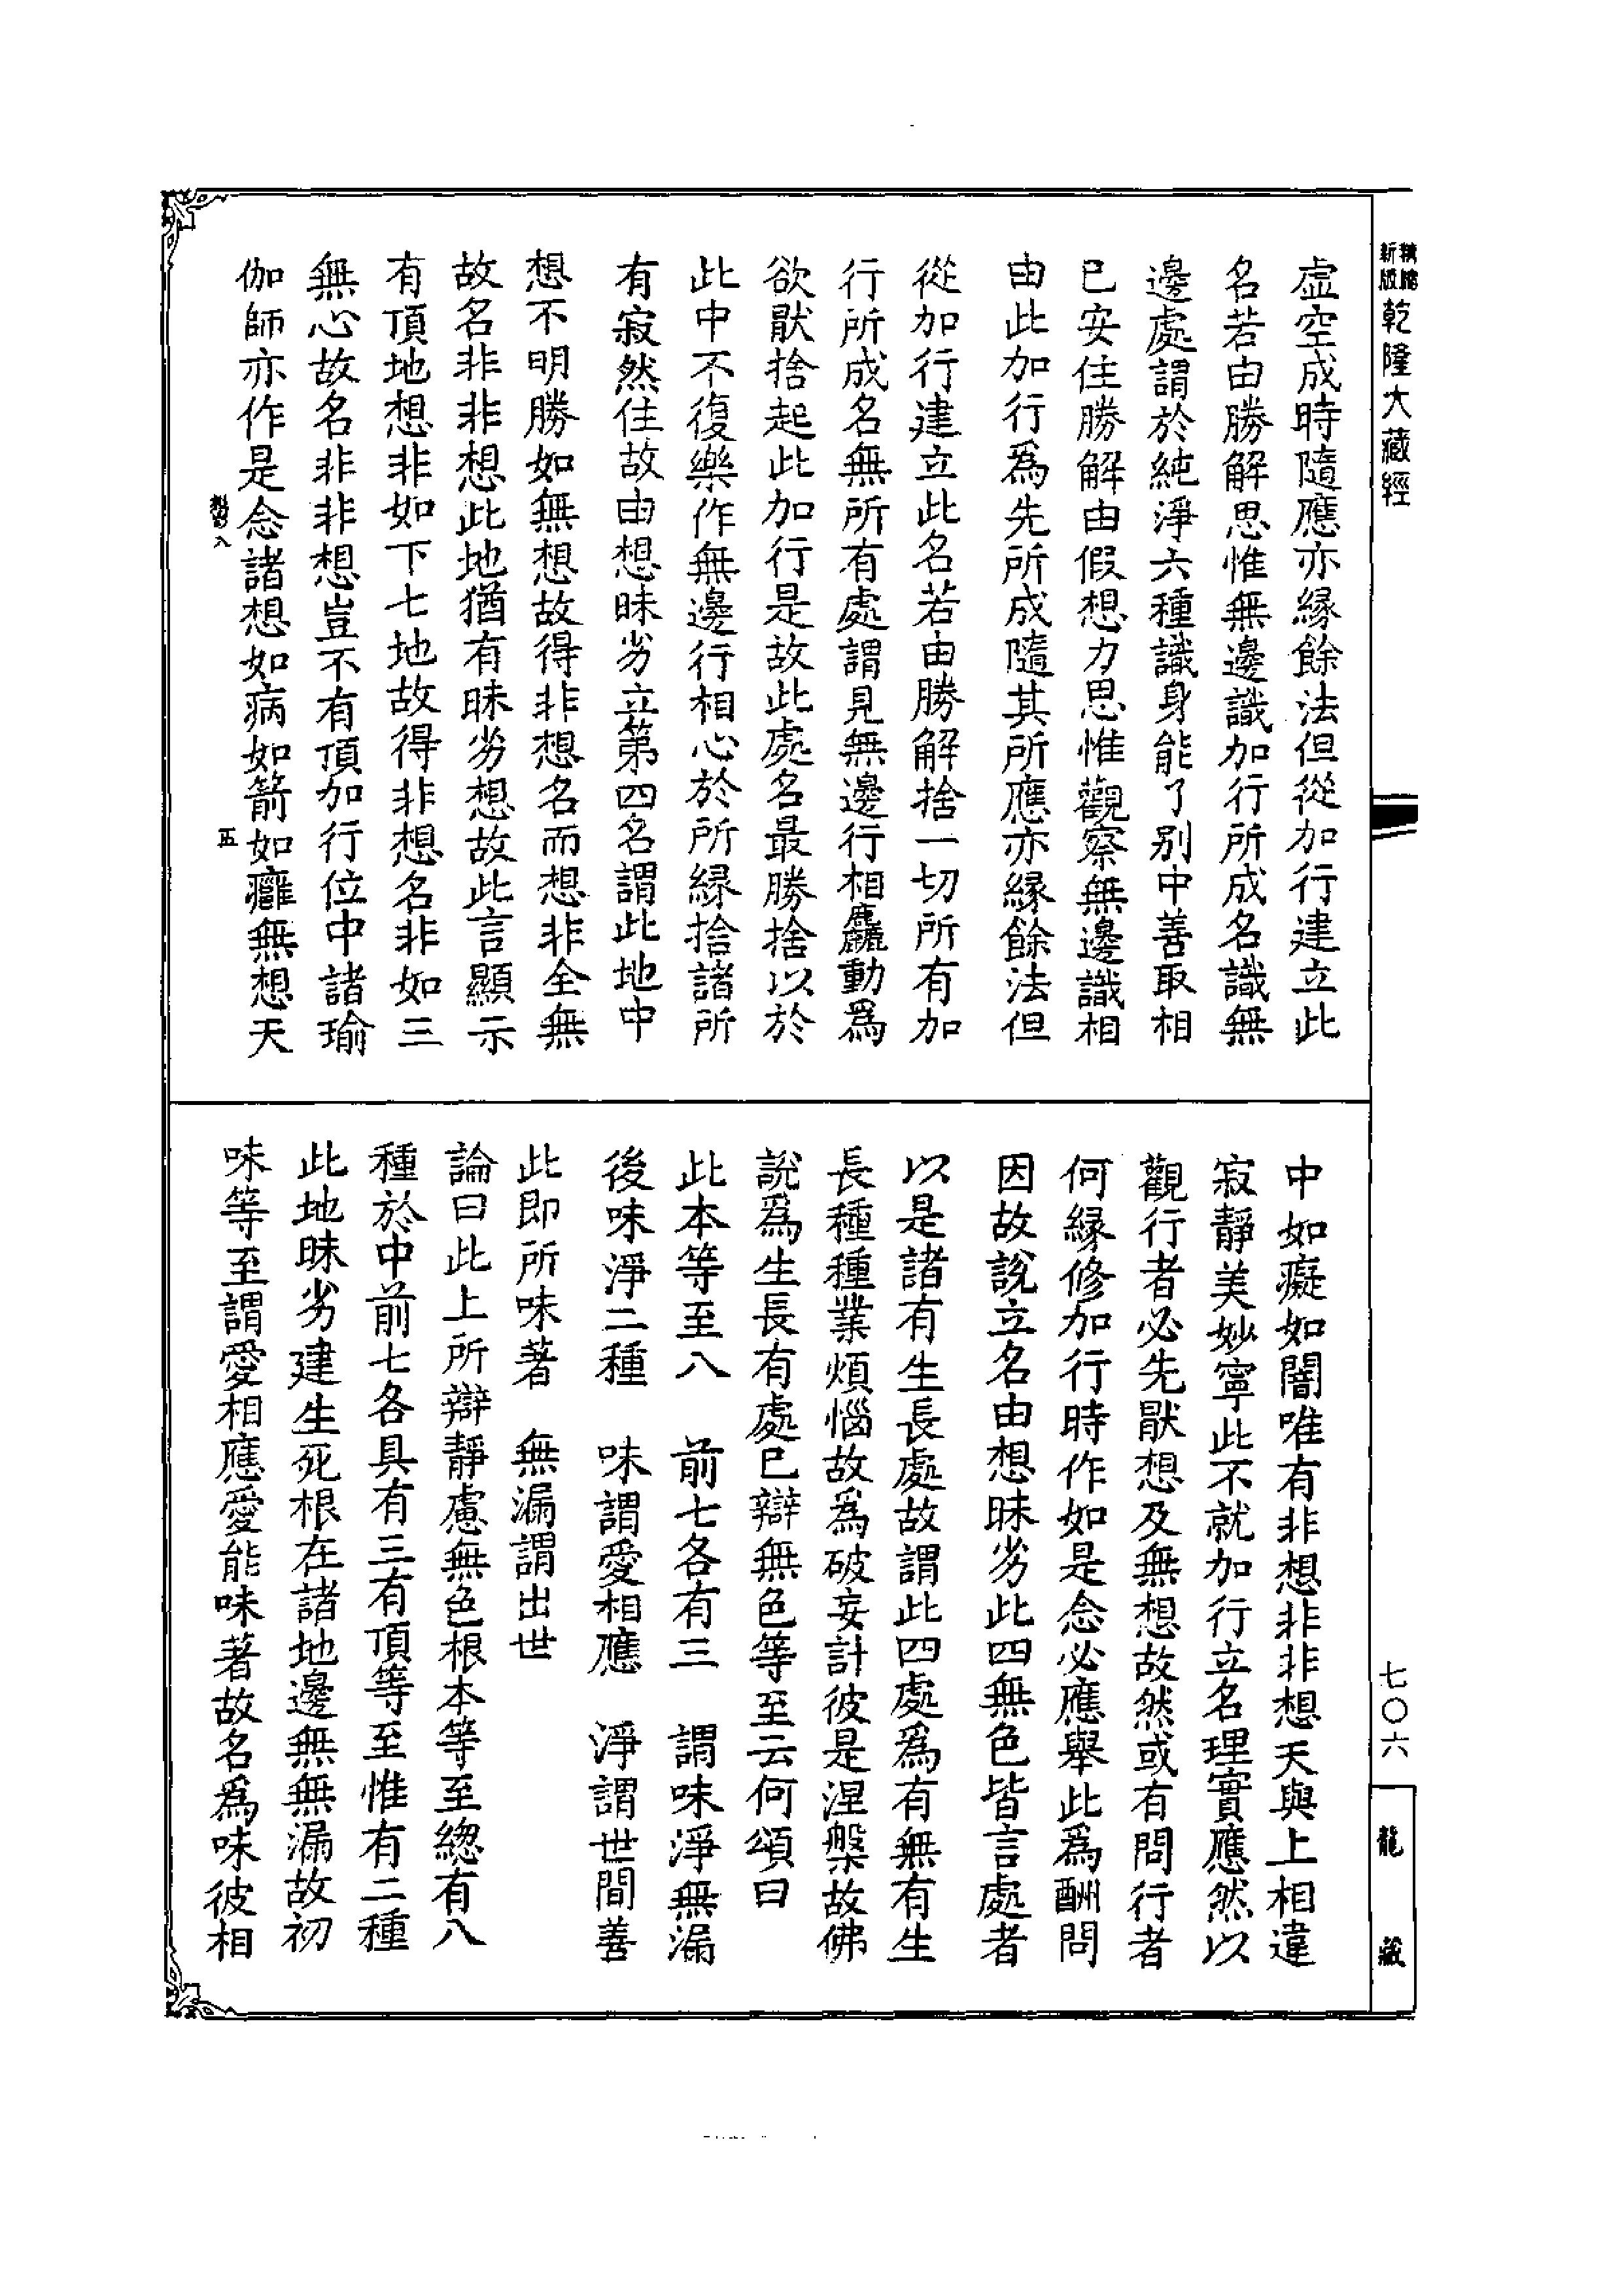 乾隆大藏經
虛空成時隨應亦緣餘法但從加行建立此
名若由勝解思惟無邊識加行所成名識無
邊處謂於純淨六種識身能了別中善取相
已安住勝解由假想力思惟觀察無邊識相
由此加行爲先所成隨其所應亦緣餘法但
從加行建立此名若由勝解捨一切所有加
行所成名無所有處謂見無邊行相麤動爲
欲猒捨起此加行是故此處名最勝捨以於
此中不復樂作無邊行相心於所緣捨諸所
有寂然住故由想昧劣立第四名謂此地中
想不明勝如無想故得非想名而想非全無
故名非非想此地猶有昧劣想故此言顯示
有頂地想非如下七地故得非想名非如三
無心故名非非想豈不有頂加行位中諸瑜
伽師亦作是念諸想如病如箭如癰無想天
五
中如癡如闇唯有非想非非想天與上相違
寂靜美妙寧此不就加行立名理實應然以
觀行者必先猒想及無想故然或有問行者
何緣修加行時作如是念必應舉此爲酬問
因故說立名由想昧劣此四無色皆言處者
以是諸有生長處故謂此四處爲有無有生
長種種業煩惱故爲破妄計彼是涅槃故佛
說爲生長有處已辯無色等至云何頌曰
此本等至八　前七各有三　謂味淨無漏
後味淨二種　味謂愛相應　淨謂世間善
此即所味著　無漏謂出世
論曰此上所辯靜慮無色根本等至總有八
種於中前七各具有三有頂等至惟有二種
此地昧劣建生死根在諸地邊無無漏故初
味等至謂愛相應愛能味著故名爲味彼相
七〇六
龍藏